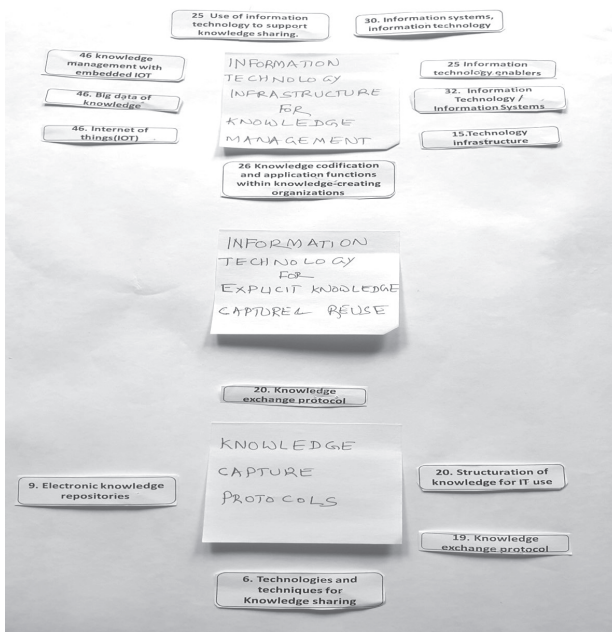 25 Use of information
technology to support
knowledge sharing.
30. Information systems,
information technology
46 knowledge
management with
embedded IOT
46. Big data of
knowledge
46. Internet of
things(IOT)
INFORMATION
TECHNOLOGY
INFRASTRUCTURE
FOR
KNOWLEDGE
MANAGEMENT
25 Information
technology enablers
32. Information
Technology /
Information Systems
15.Technology
infrastructure
26 Knowledge codification
and application functions
within knowledge-creating
organizations
INFORMATION
TECHNOLOGY
FOR
EXPLICIT KNOWLEDGE
CAPTURE & REUSE
20. Knowledge
exchange protocol
KNOWLEDGE
CAPTURE
PROTOCOLS
9. Electronic knowledge
repositories
20. Structuration of
knowledge for IT use
19. Knowledge
exchange protocol
6. Technologies and
techniques for
Knowledge sharing